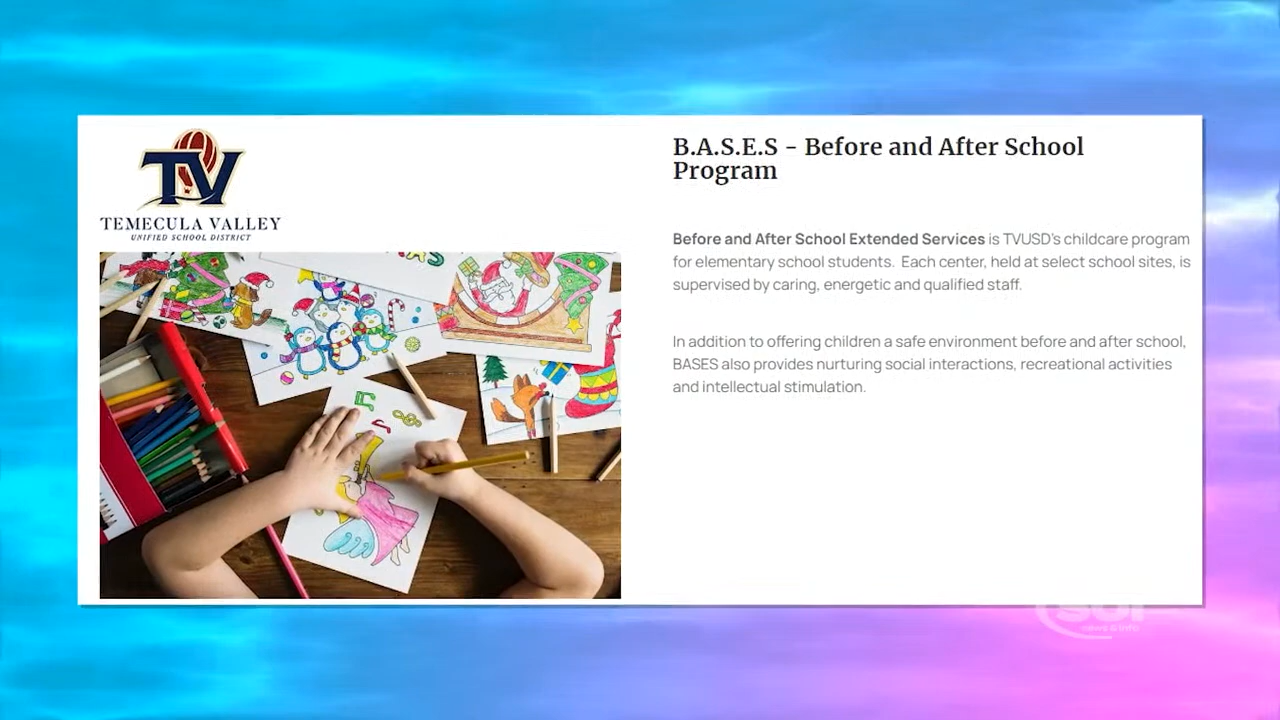 TV
TEMECULA VALLEY
UNIFIED SCHOOL DISTRICT
B.A.S.E.S - Before and After School
Program
Before and After School Extended Services is TVUSD's childcare program
for elementary school students.  Each center, held at select school sites, is
supervised by caring, energetic and qualified staff.
In addition to offering children a safe environment before and after school,
BASES also provides nurturing social interactions, recreational activities
and intellectual stimulation.
news & info